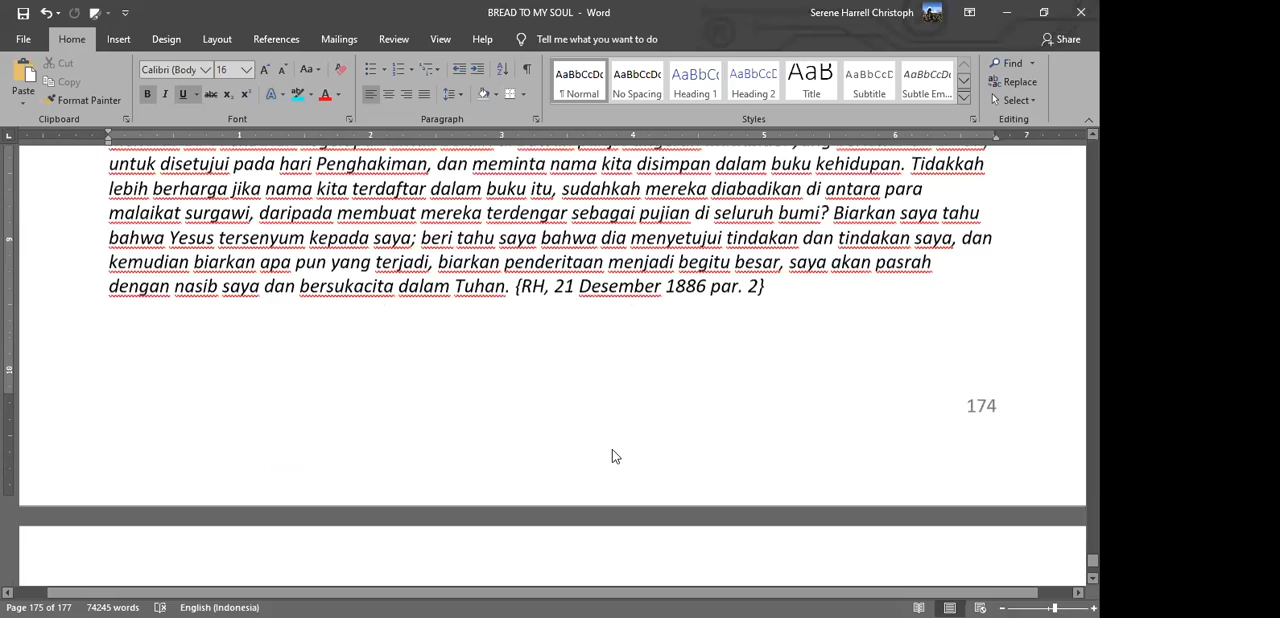 BREAD TO MY SOUL - Word
Serene Harrell Christoph
File Home Insert Design Layout References Mailings Review View Help Tell me what you want to do Share
Paste
Cut
Copy
Format Painter
Clipboard
Calibri (Body 16
Font
Paragraph
AaBbCcDc AaBbCcDc AaBbCc AaBbCcD AaB AaBbCcD AaBbCcDc
¶ Normal No Spacing Heading 1 Heading 2 Title Subtitle Subtle Em...
Styles
Find
Replace
Select
Editing
1 2 3 4 5 6 7
untuk disetujui pada hari Penghakiman, dan meminta nama kita disimpan dalam buku kehidupan. Tidakkah
lebih berharga jika nama kita terdaftar dalam buku itu, sudahkah mereka diabadikan di antara para
malaikat surgawi, daripada membuat mereka terdengar sebagai pujian di seluruh bumi? Biarkan saya tahu
bahwa Yesus tersenyum kepada saya; beri tahu saya bahwa dia menyetujui tindakan dan tindakan saya, dan
kemudian biarkan apa pun yang terjadi, biarkan penderitaan menjadi begitu besar, saya akan pasrah
dengan nasib saya dan bersukacita dalam Tuhan. {RH, 21 Desember 1886 par. 2}
174
Page 175 of 177 74245 words English (Indonesia)